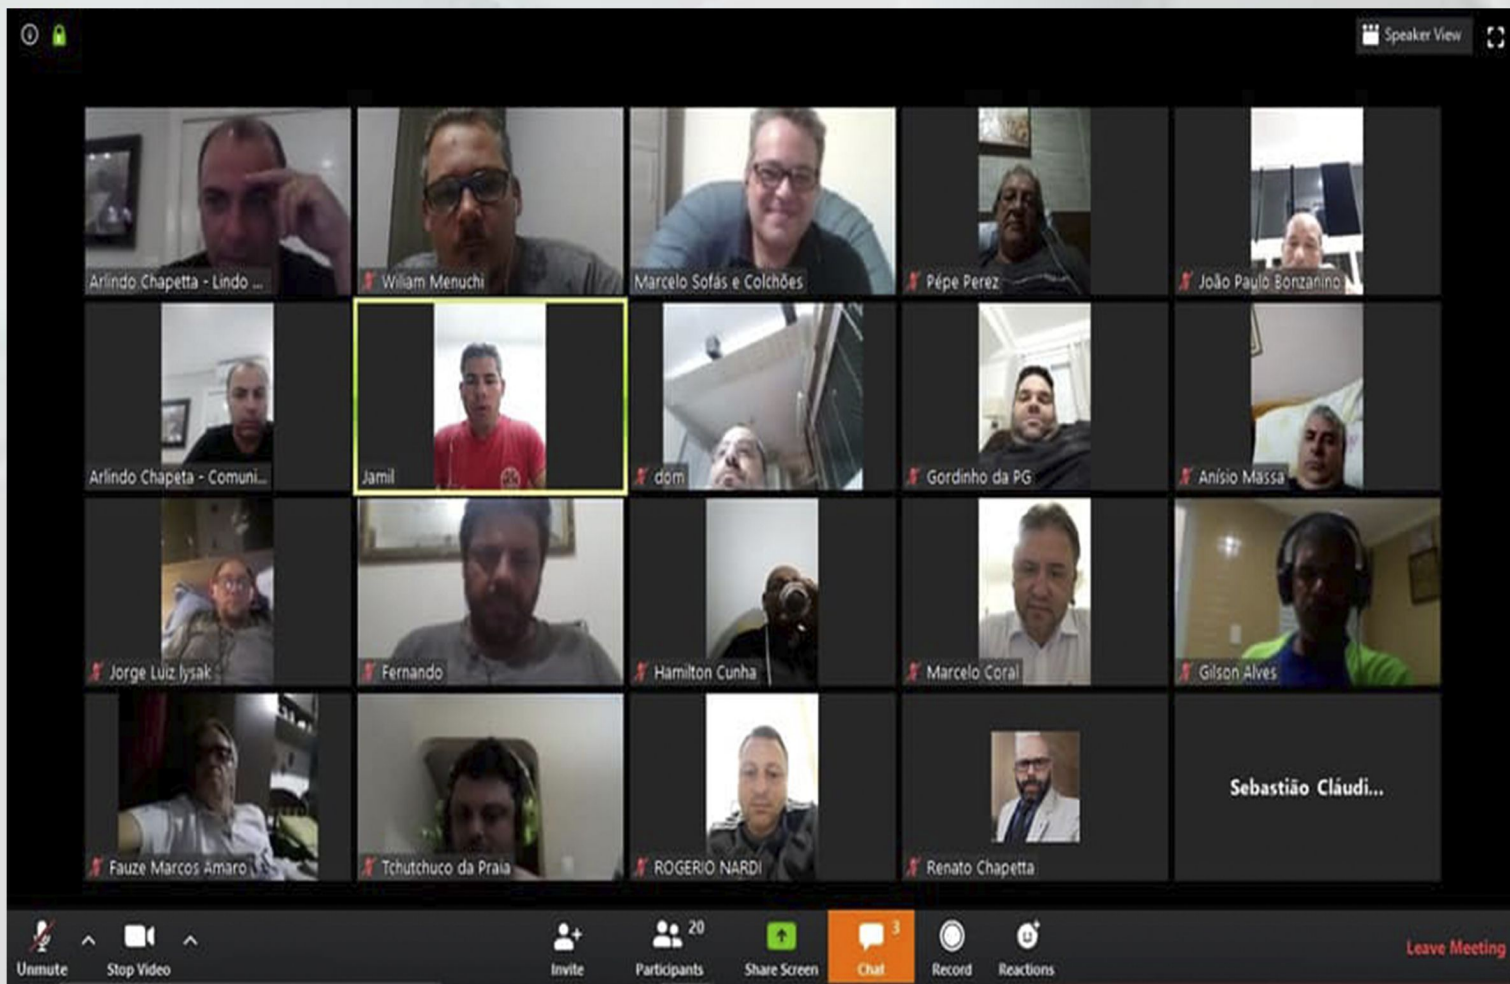 Speaker View
Arlindo Chapetta - Lindo ...
Wiliam Menuchi
Marcelo Sofás e Colchões
Pépe Perez
João Paulo Bonzanino
Arlindo Chapeta - Comuni...
Jamil
dom
Gordinho da PG
Anísio Massa
Jorge Luiz lysak
Fernando
Hamilton Cunha
Marcelo Coral
Gilson Alves
Fauze Marcos Amaro
Tchutchuco da Praia
ROGERIO NARDI
Renato Chapetta
Sebastião Cláudi...
Unmute
Stop Video
Invite
20
Participants
Share Screen
3
Chat
Record
Reactions
Leave Meeting